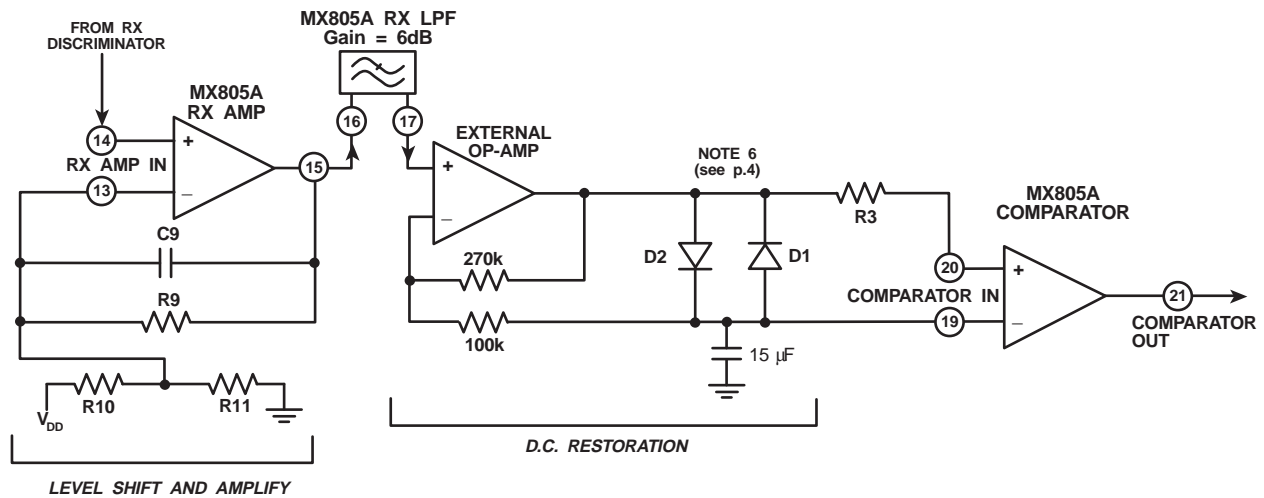 FROM RX
DISCRIMINATOR
MX805A RX LPF
Gain = 6dB
MX805A
RX AMP
14
+
RX AMP IN
13
–
15
16
17
C9
R9
R10
R11
VDD
LEVEL SHIFT AND AMPLIFY
EXTERNAL
OP-AMP
+
–
270k
100k
NOTE 6
(see p.4)
D2
D1
15 µF
D.C. RESTORATION
R3
MX805A
COMPARATOR
20
+
COMPARATOR IN
19
–
21
COMPARATOR
OUT